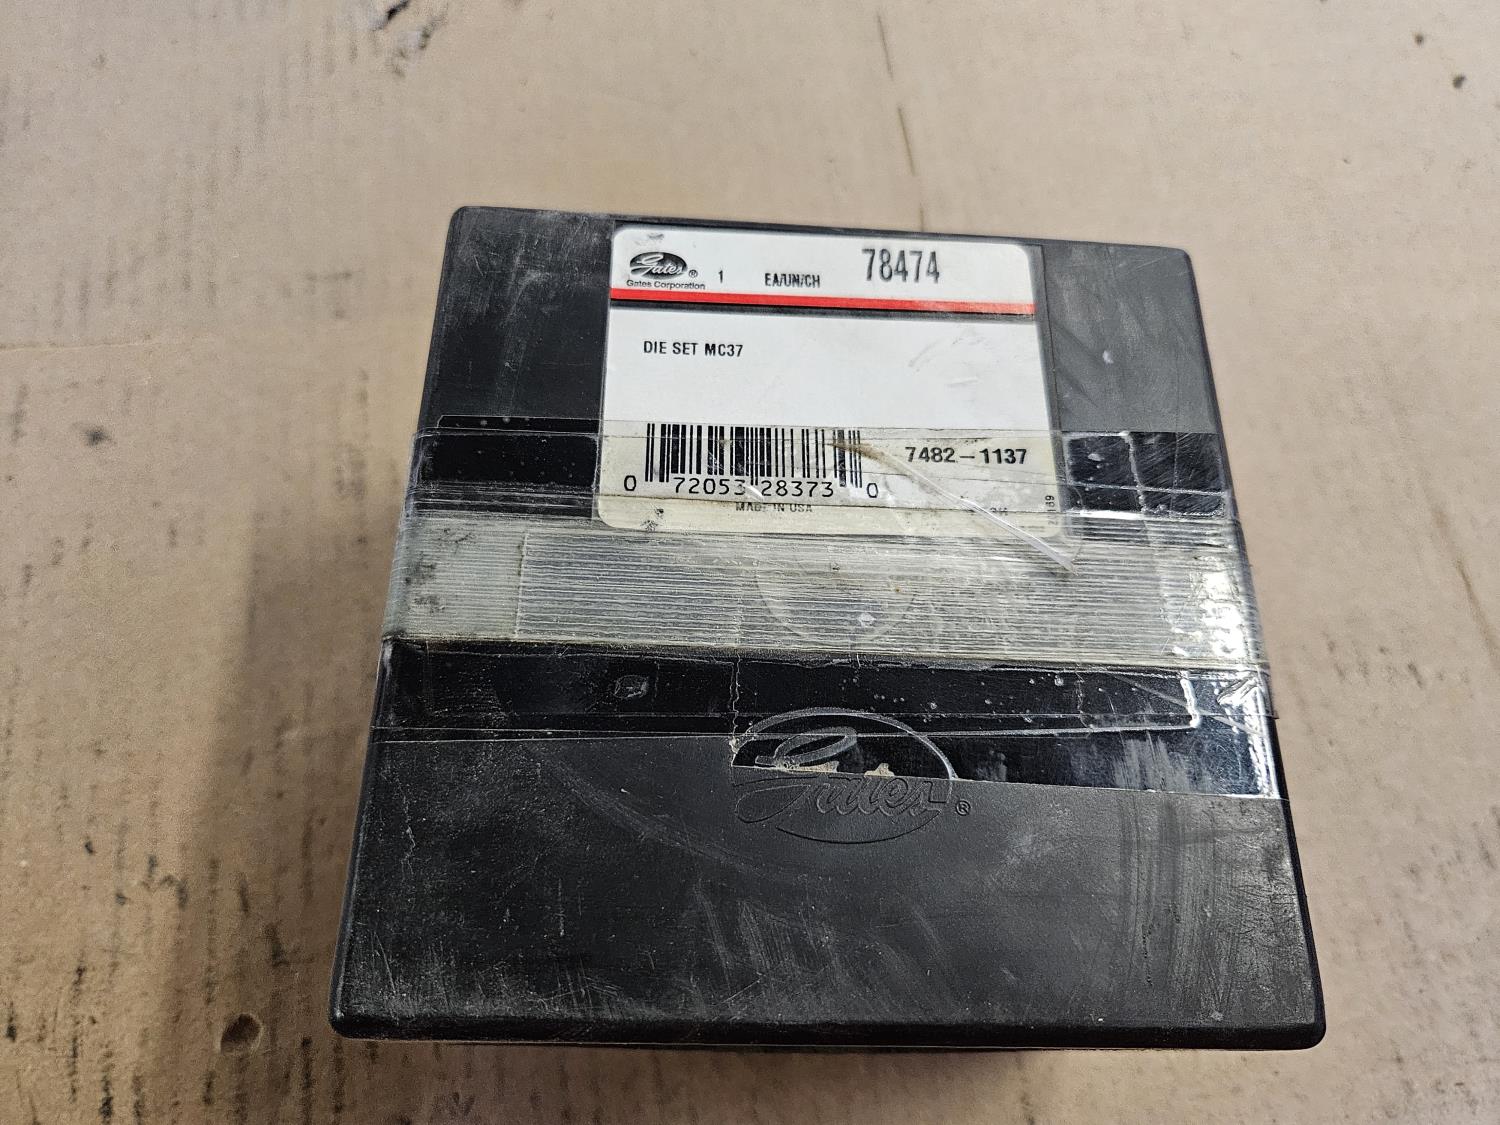 Gates®
Gates Corporation
1
EA/UN/CH
78474
DIE SET MC37
7482-1137
0 72053 28373 0
MADE IN USA
Gates®